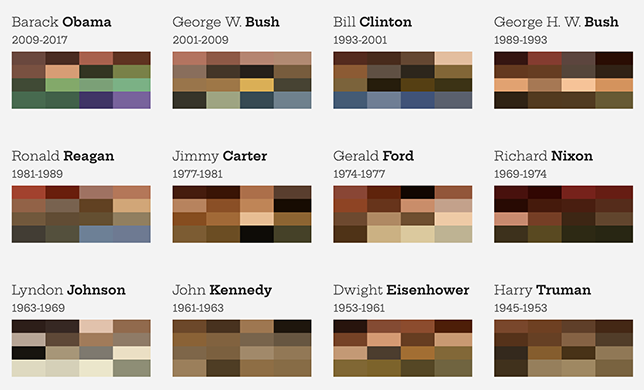 Barack Obama
2009-2017
George W. Bush
2001-2009
Bill Clinton
1993-2001
George H. W. Bush
1989-1993
Ronald Reagan
1981-1989
Jimmy Carter
1977-1981
Gerald Ford
1974-1977
Richard Nixon
1969-1974
Lyndon Johnson
1963-1969
John Kennedy
1961-1963
Dwight Eisenhower
1953-1961
Harry Truman
1945-1953